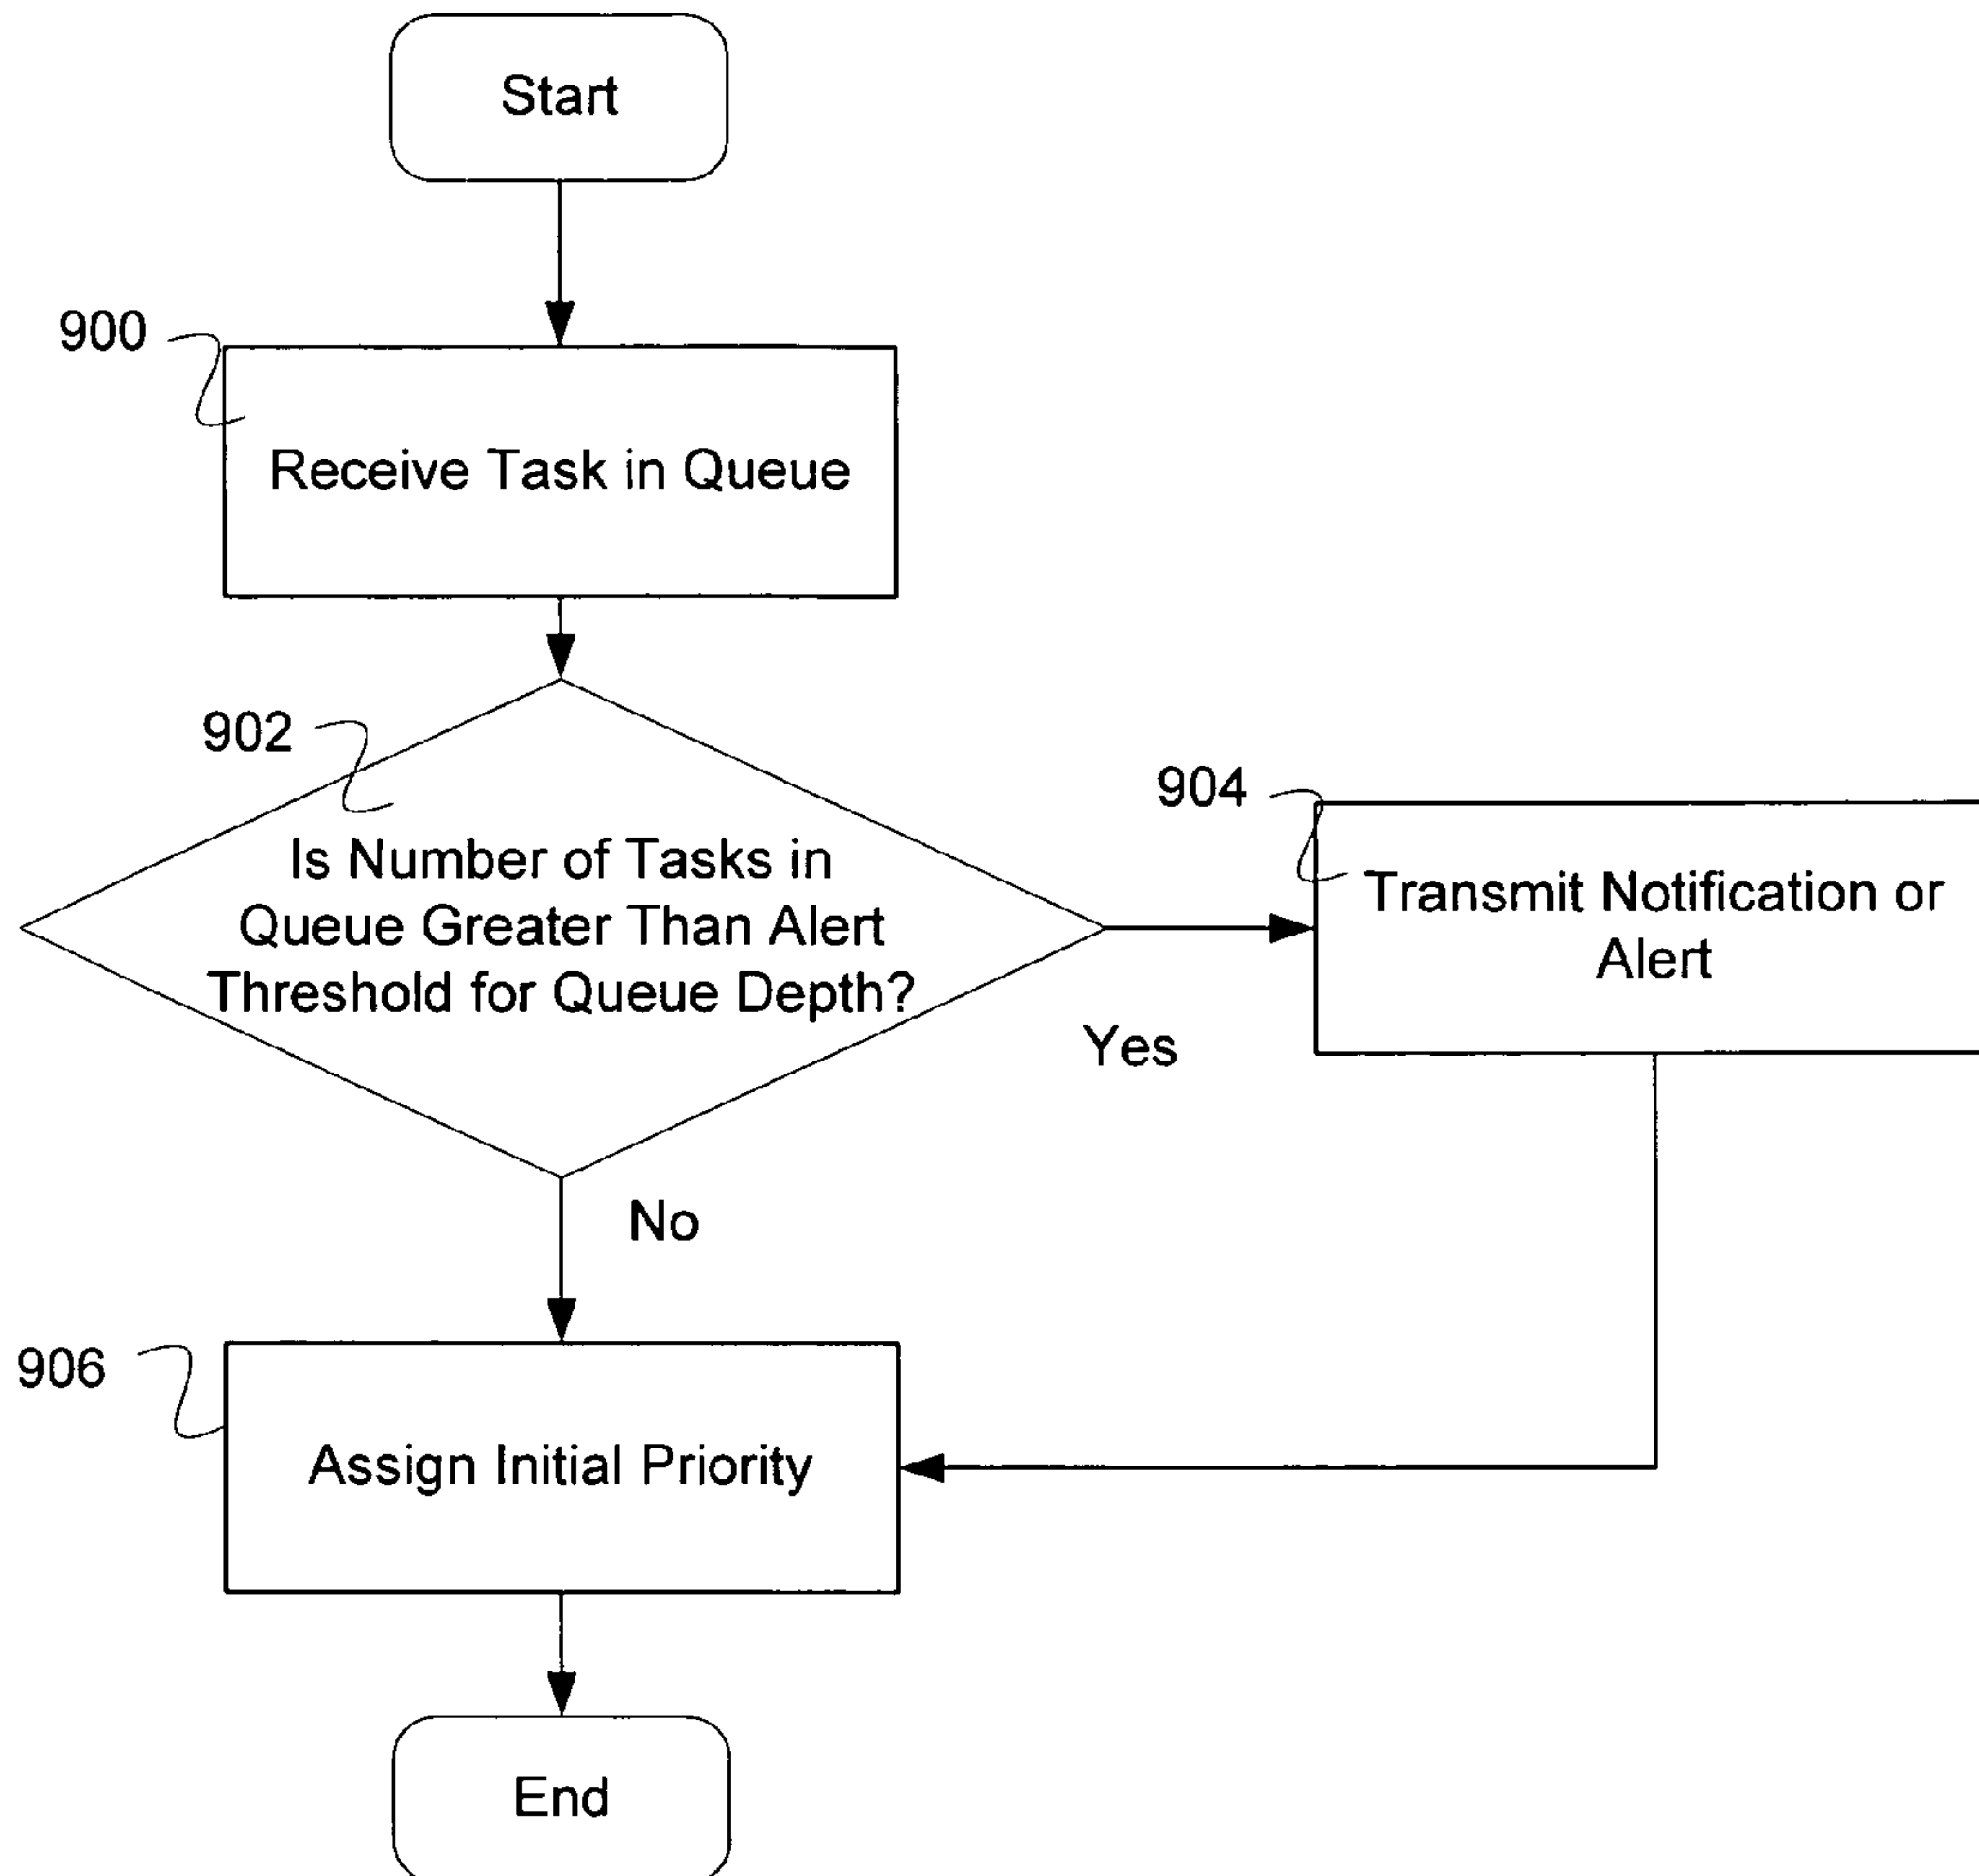 Start
900
Receive Task in Queue
902
Is Number of Tasks in
Queue Greater Than Alert
Threshold for Queue Depth?
904
Transmit Notification or
Alert
Yes
No
906
Assign Initial Priority
End